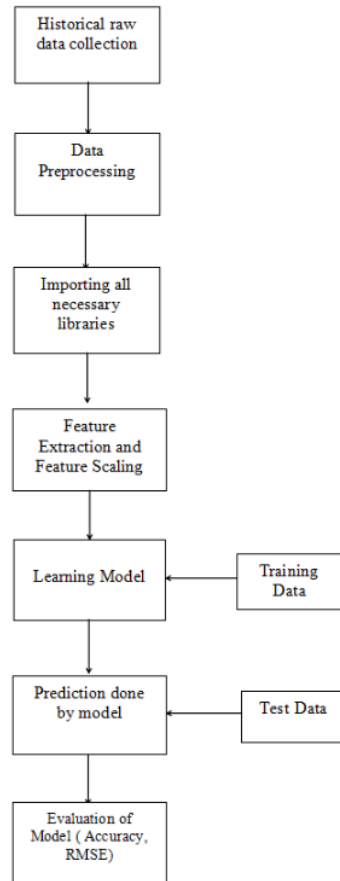 Historical raw
data collection
Data
Preprocessing
Importing all
necessary
libraries
Feature
Extraction and
Feature Scaling
Learning Model
Training
Data
Prediction done
by model
Test Data
Evaluation of
Model ( Accuracy,
RMSE)